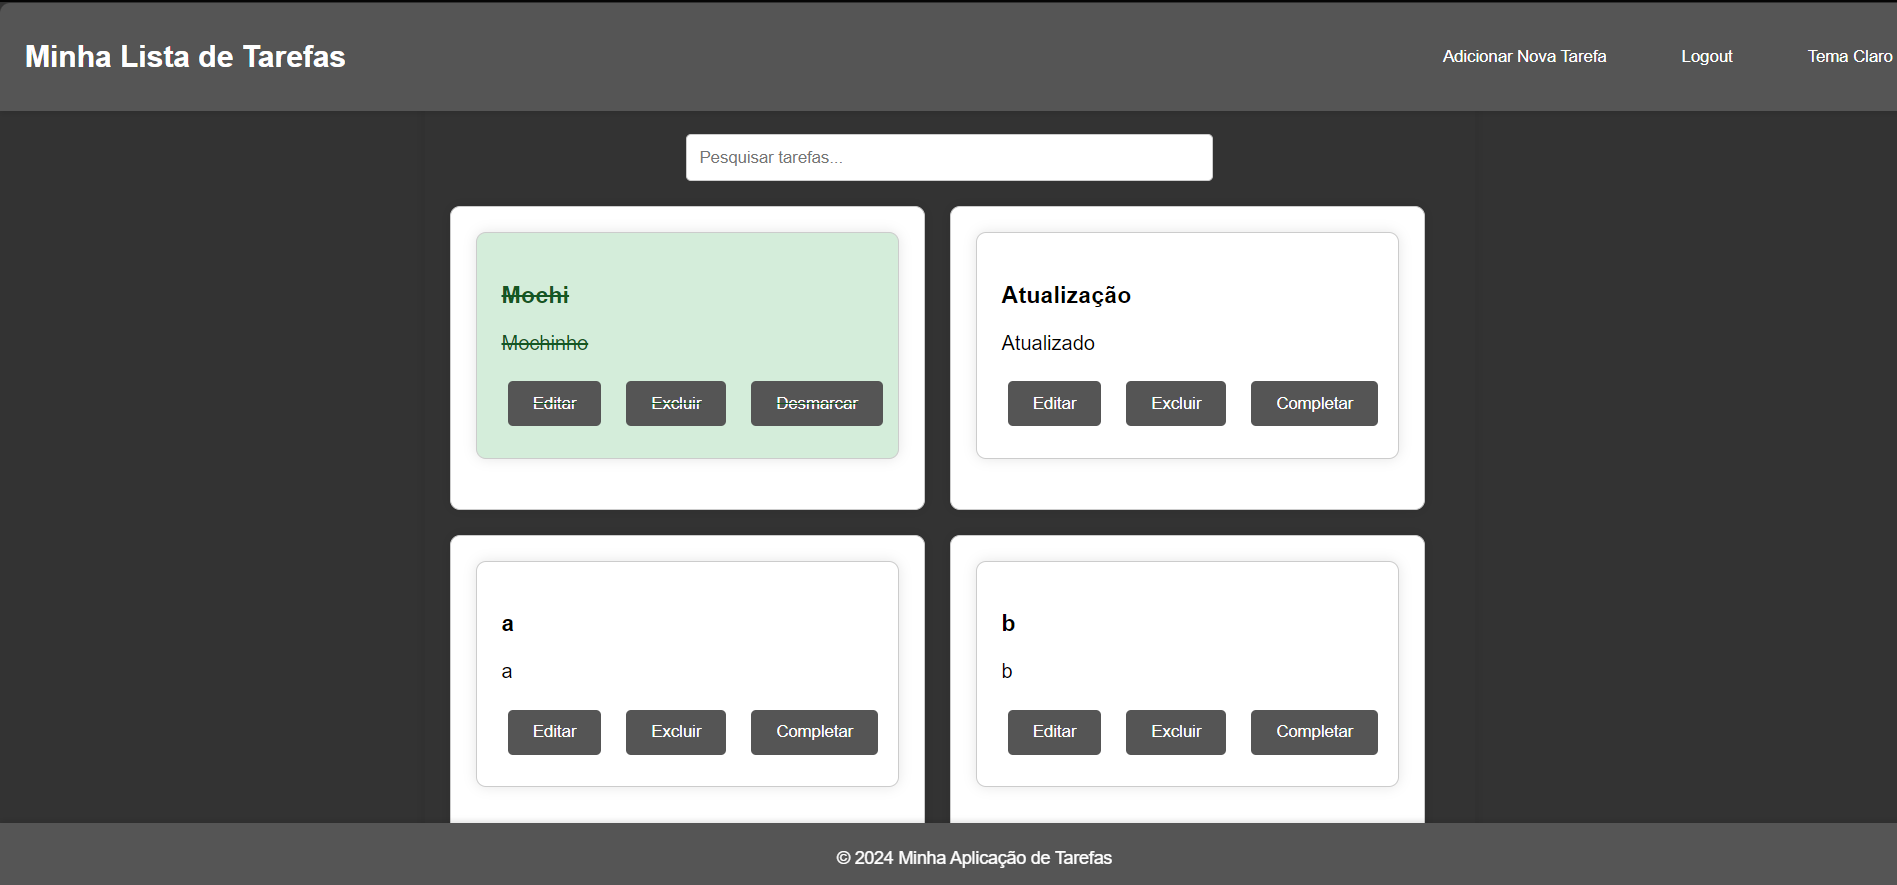 Minha Lista de Tarefas
Adicionar Nova Tarefa Logout Tema Claro
Pesquisar tarefas...
Mochi
Mochinho
Editar Excluir Desmarcar
Atualização
Atualizado
Editar Excluir Completar
a
a
Editar Excluir Completar
b
b
Editar Excluir Completar
© 2024 Minha Aplicação de Tarefas